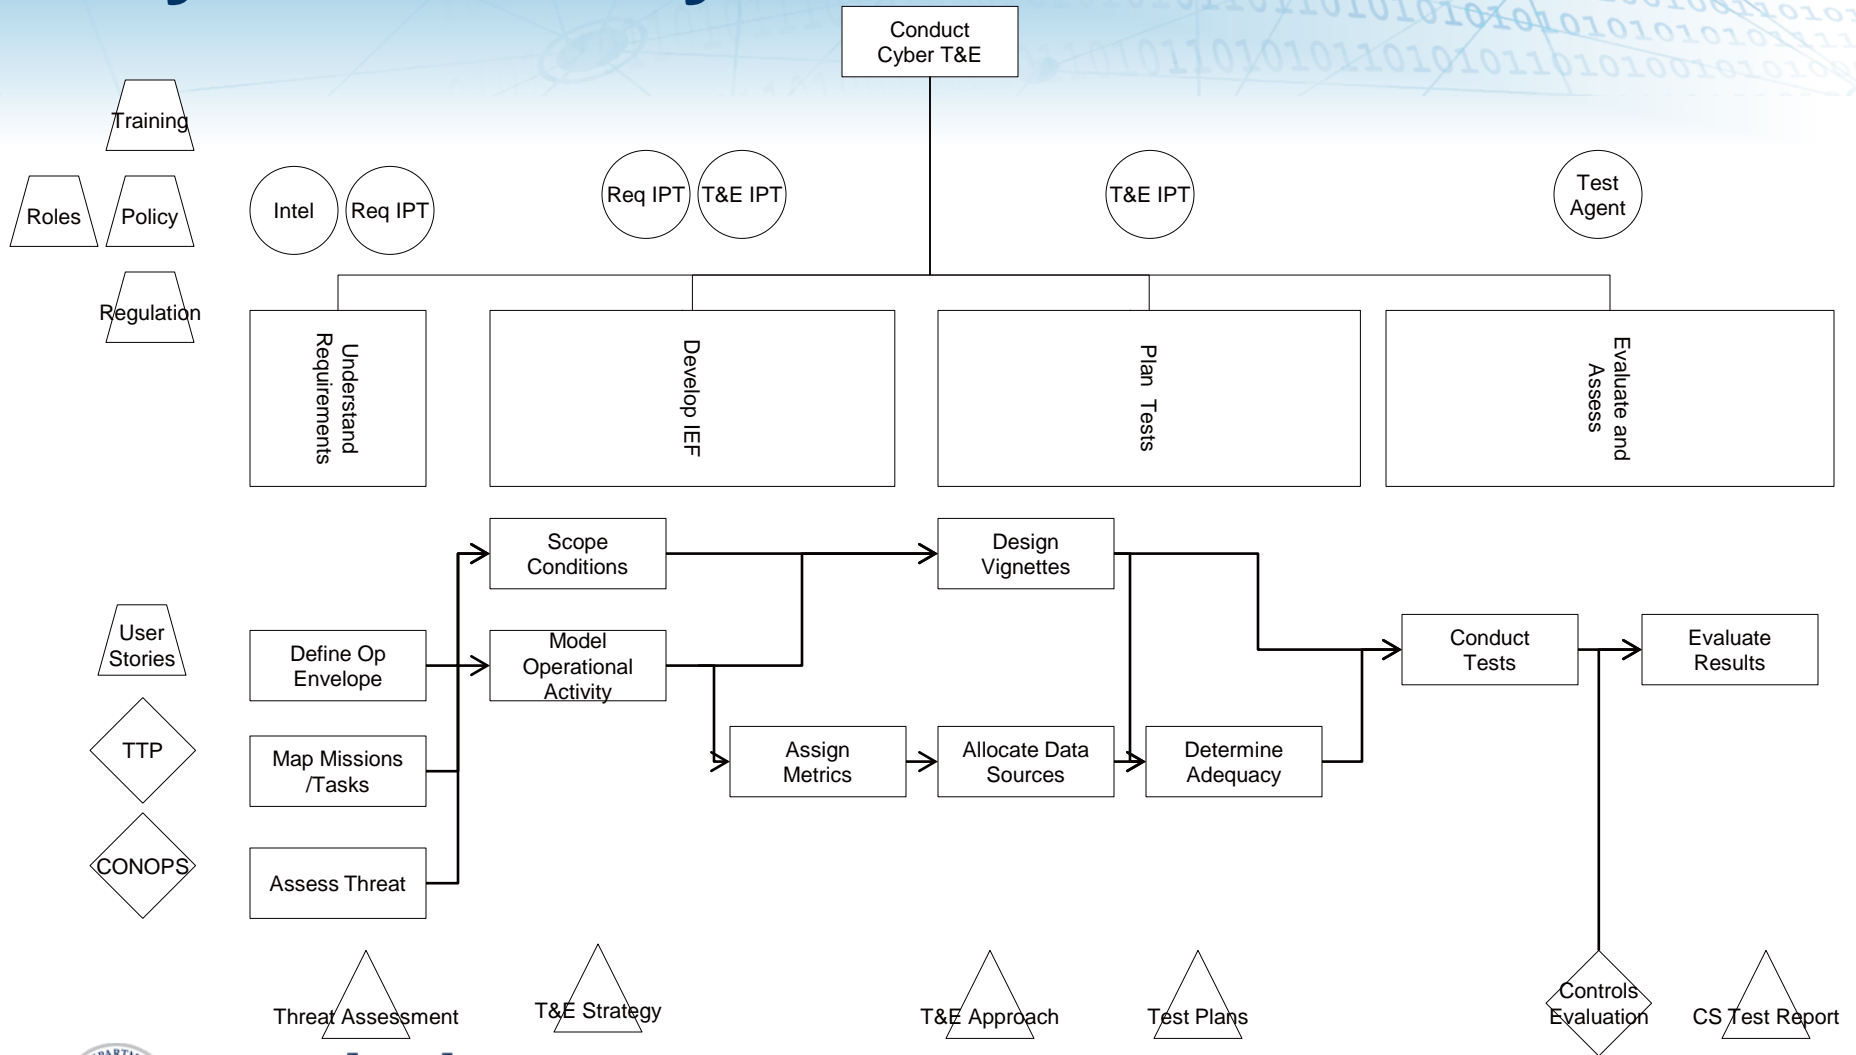 Conduct
Cyber T&E
Training
Roles
Policy
Regulation
Intel
Req IPT
Req IPT
T&E IPT
T&E IPT
Test
Agent
Understand
Requirements
Develop IEF
Plan Tests
Evaluate and
Assess
Scope
Conditions
Design
Vignettes
User
Stories
Define Op
Envelope
Model
Operational
Activity
Conduct
Tests
Evaluate
Results
TTP
Map Missions
/Tasks
Assign
Metrics
Allocate Data
Sources
Determine
Adequacy
CONOPS
Assess Threat
Threat Assessment
T&E Strategy
T&E Approach
Test Plans
Controls
Evaluation
CS Test Report